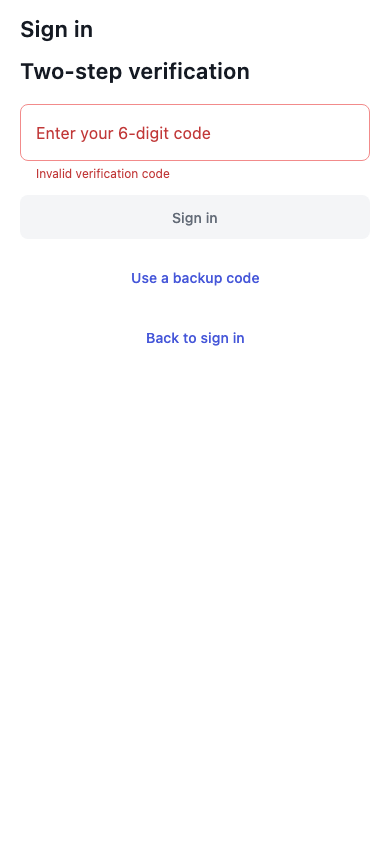 Sign in
Two-step verification
Enter your 6-digit code
Invalid verification code
Sign in
Use a backup code
Back to sign in